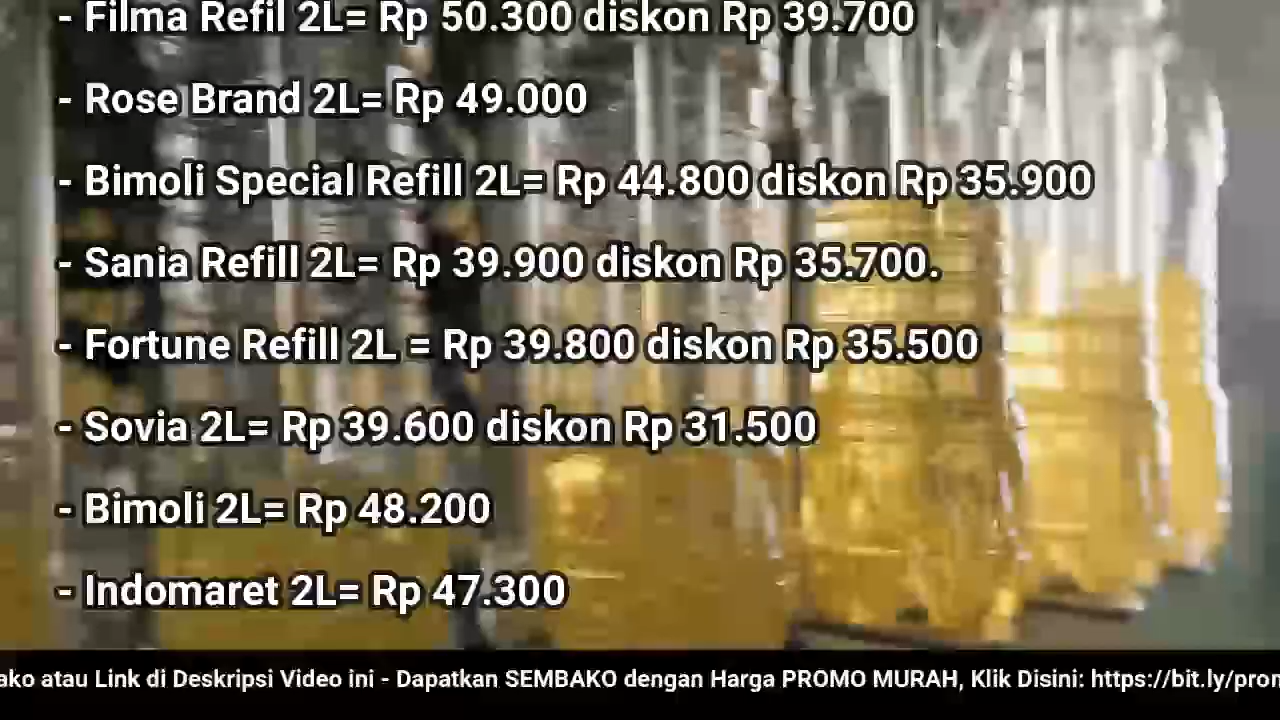 - Filma Refil 2L= Rp 50.300 diskon Rp 39.700
- Rose Brand 2L= Rp 49.000
- Bimoli Special Refill 2L= Rp 44.800 diskon Rp 35.900
- Sania Refill 2L= Rp 39.900 diskon Rp 35.700.
- Fortune Refill 2L = Rp 39.800 diskon Rp 35.500
- Sovia 2L= Rp 39.600 diskon Rp 31.500
- Bimoli 2L= Rp 48.200
- Indomaret 2L= Rp 47.300
ako atau Link di Deskripsi Video ini - Dapatkan SEMBAKO dengan Harga PROMO MURAH, Klik Disini: https://bit.ly/pron